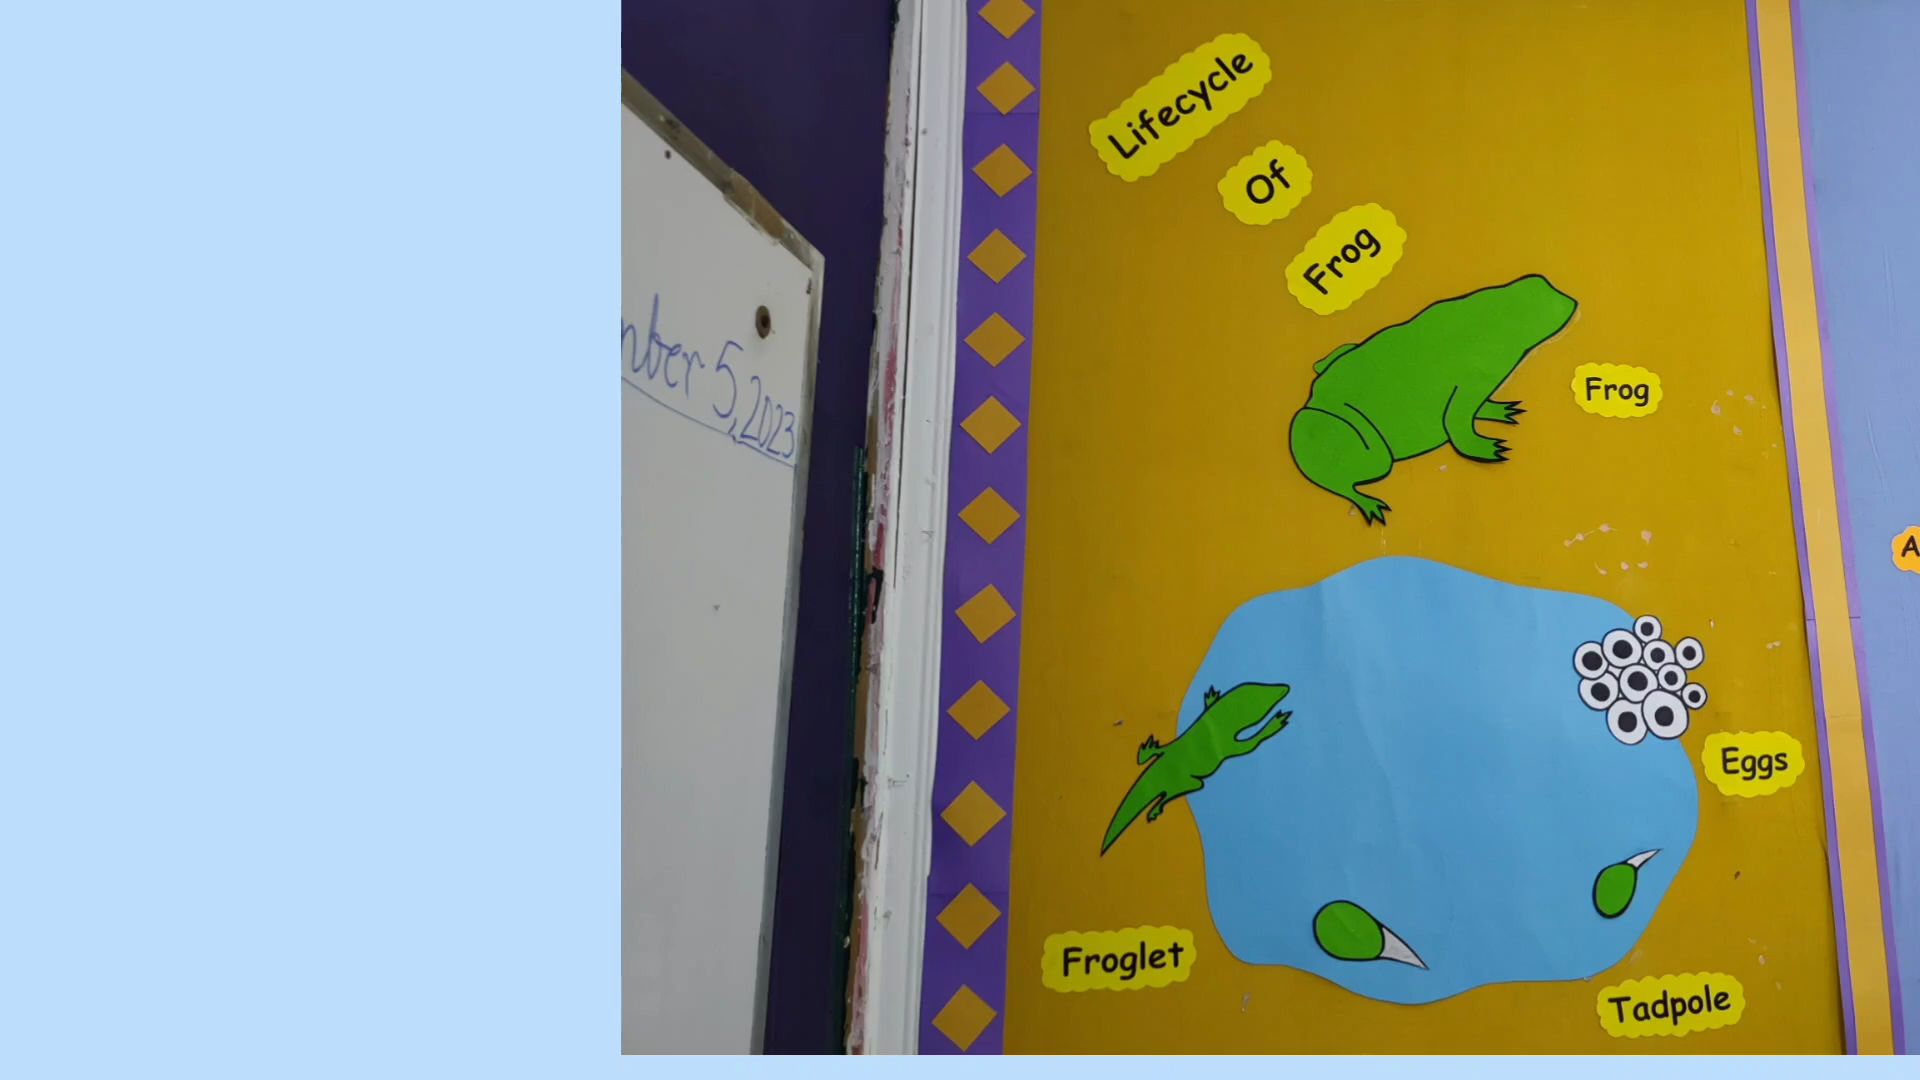 nber 5, 2023
Lifecycle
Of
Frog
Frog
Eggs
Froglet
Tadpole
A